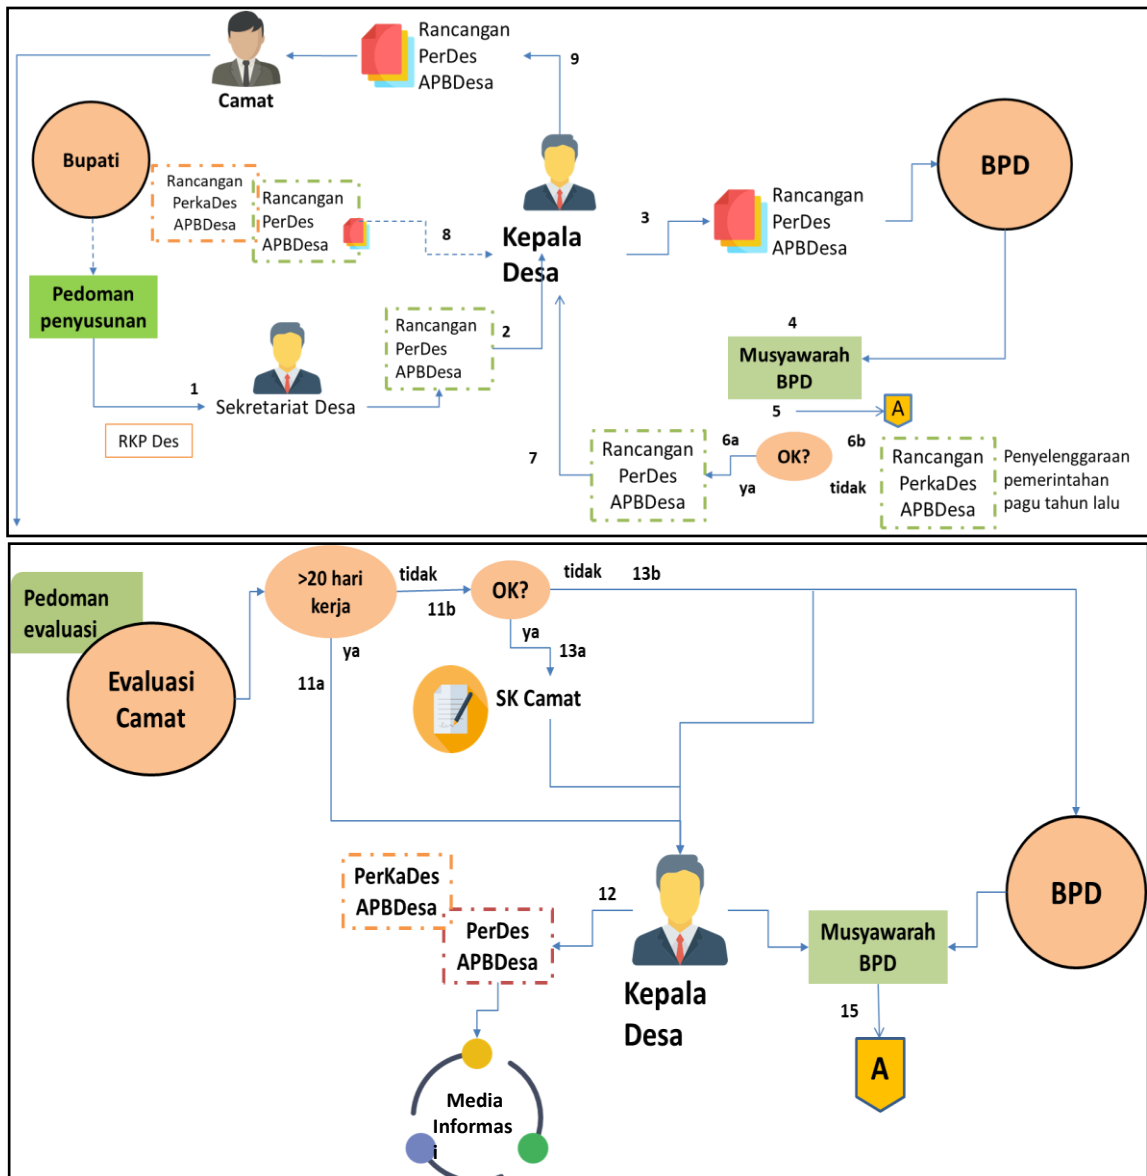 Rancangan
PerDes
APBDesa
9
Camat
Bupati
Rancangan
PerkaDes
APBDesa
Rancangan
PerDes
APBDesa
8
Kepala
Desa
3
Rancangan
PerDes
APBDesa
BPD
Pedoman
penyusunan
1
Sekretariat Desa
RKP Des
Rancangan
PerDes
APBDesa
2
4
Musyawarah
BPD
5
A
7
Rancangan
PerDes
APBDesa
6a
ya
OK?
6b
tidak
Rancangan
PerkaDes
APBDesa
Penyelenggaraan
pemerintahan
pagu tahun lalu
Pedoman
evaluasi
Evaluasi
Camat
>20 hari
kerja
tidak
11b
ya
11a
OK?
tidak
13b
ya
13a
SK Camat
PerKaDes
APBDesa
12
PerDes
APBDesa
Kepala
Desa
Musyawarah
BPD
BPD
15
A
Media
Informas
i